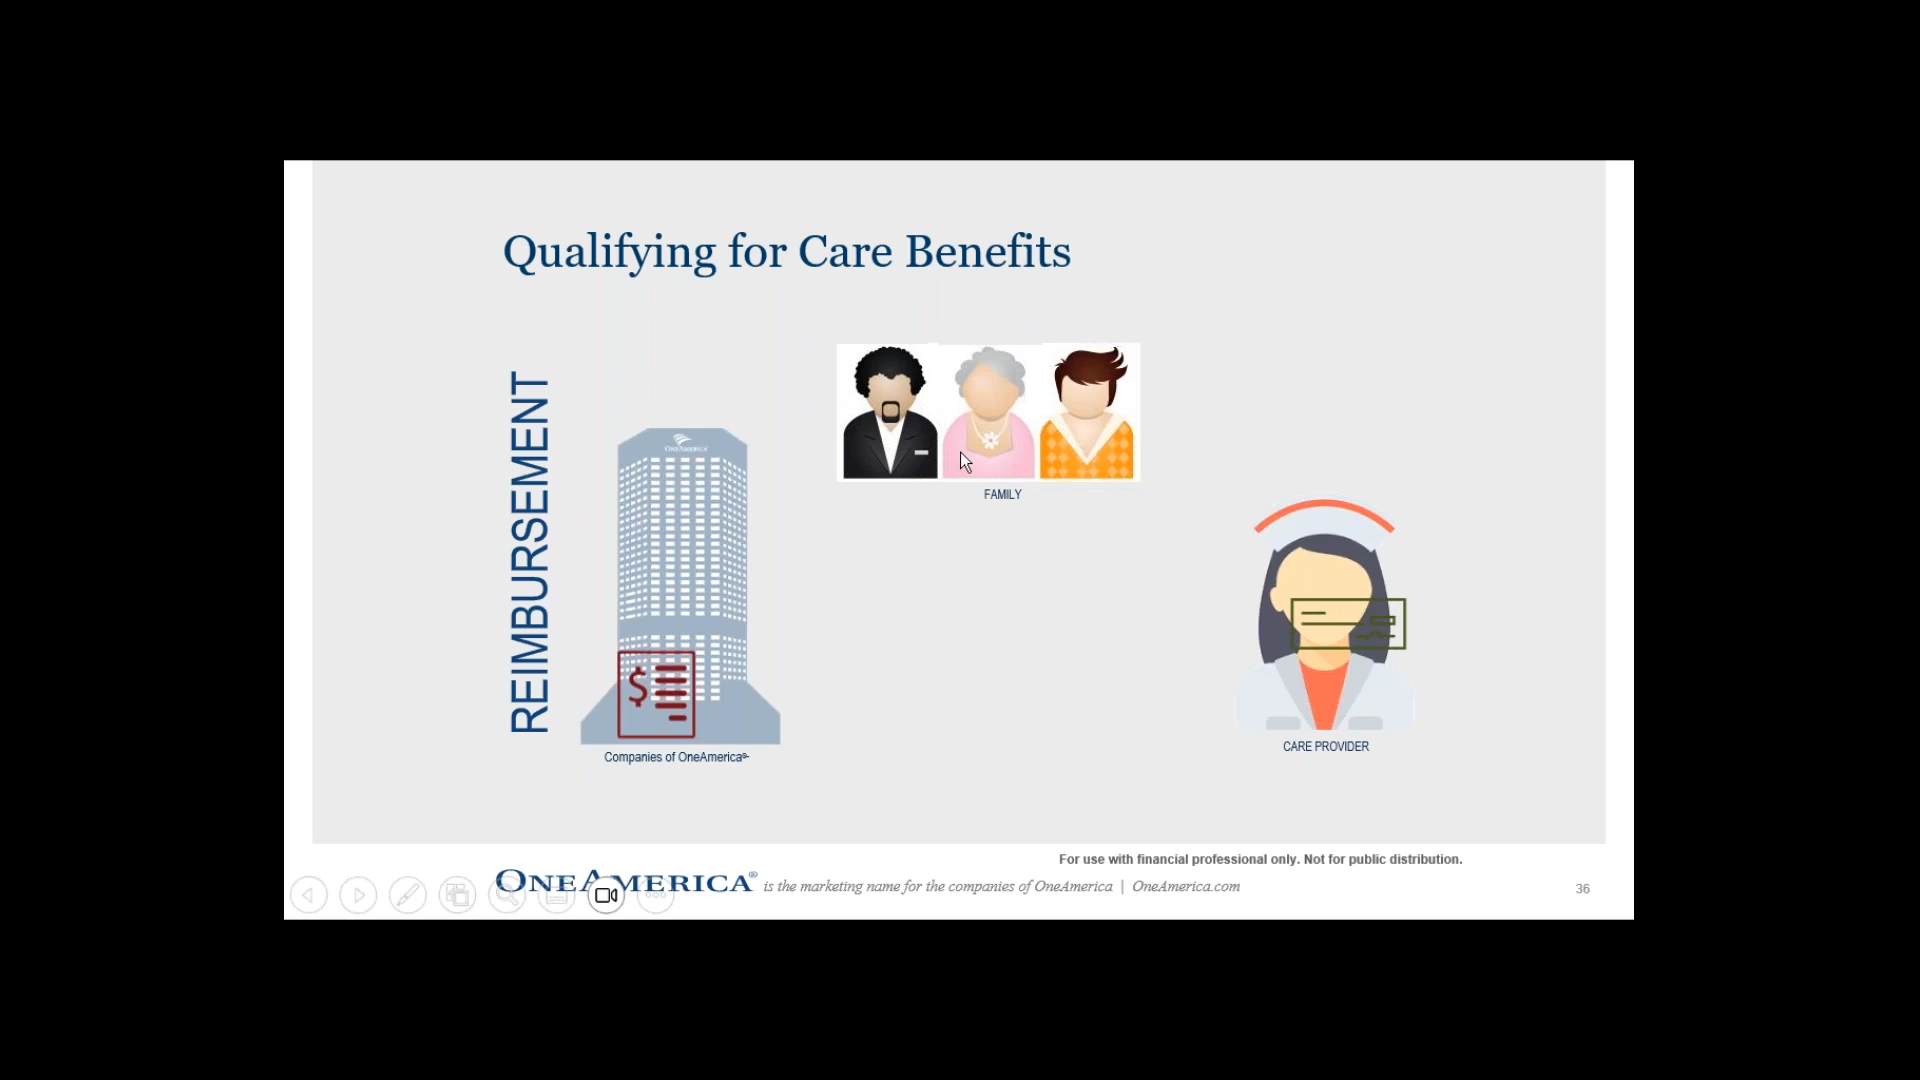 Qualifying for Care Benefits
REIMBURSEMENT
ONEAMERICA
FAMILY
$
Companies of OneAmerica®
CARE PROVIDER
For use with financial professional only. Not for public distribution.
ONEAMERICA® is the marketing name for the companies of OneAmerica | OneAmerica.com
36